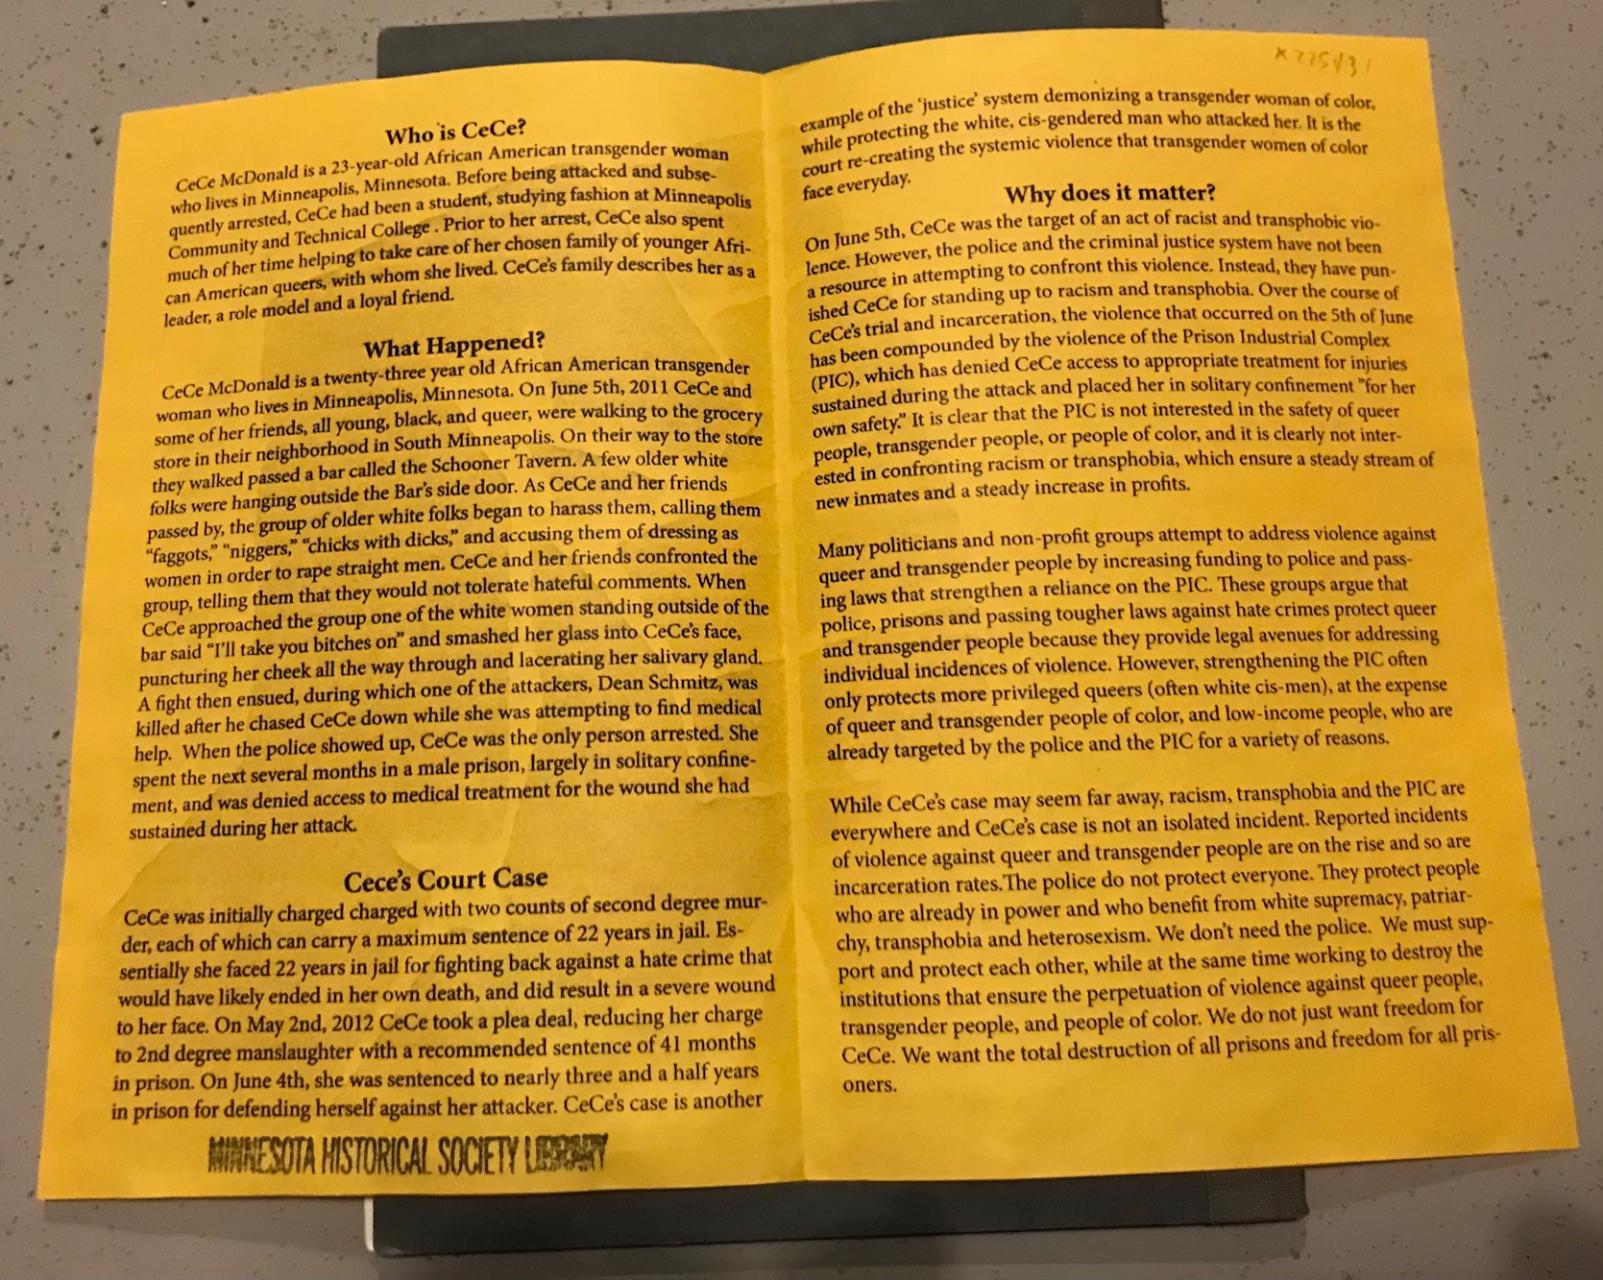 Who is CeCe?
CeCe McDonald is a 23-year-old African American transgender woman
who lives in Minneapolis, Minnesota. Before being attacked and subse-
quently arrested, CeCe had been a student, studying fashion at Minneapolis
Community and Technical College . Prior to her arrest, CeCe also spent
much of her time helping to take care of her chosen family of younger Afri-
can American queers, with whom she lived. CeCe's family describes her as a
leader, a role model and a loyal friend.
What Happened?
CeCe McDonald is a twenty-three year old African American transgender
woman who lives in Minneapolis, Minnesota. On June 5th, 2011 CeCe and
some of her friends, all young, black, and queer, were walking to the grocery
store in their neighborhood in South Minneapolis. On their way to the store
they walked passed a bar called the Schooner Tavern. A few older white
folks were hanging outside the Bar's side door. As CeCe and her friends
passed by, the group of older white folks began to harass them, calling them
“faggots,” “niggers,” “chicks with dicks,” and accusing them of dressing as
women in order to rape straight men. CeCe and her friends confronted the
group, telling them that they would not tolerate hateful comments. When
CeCe approached the group one of the white women standing outside of the
bar said “I'll take you bitches on” and smashed her glass into CeCe's face,
puncturing her cheek all the way through and lacerating her salivary gland.
A fight then ensued, during which one of the attackers, Dean Schmitz, was
killed after he chased CeCe down while she was attempting to find medical
help. When the police showed up, CeCe was the only person arrested. She
spent the next several months in a male prison, largely in solitary confine-
ment, and was denied access to medical treatment for the wound she had
sustained during her attack.
Cece's Court Case
CeCe was initially charged charged with two counts of second degree mur-
der, each of which can carry a maximum sentence of 22 years in jail. Es-
sentially she faced 22 years in jail for fighting back against a hate crime that
would have likely ended in her own death, and did result in a severe wound
to her face. On May 2nd, 2012 CeCe took a plea deal, reducing her charge
to 2nd degree manslaughter with a recommended sentence of 41 months
in prison. On June 4th, she was sentenced to nearly three and a half years
in prison for defending herself against her attacker. CeCe's case is another
MINNESOTA HISTORICAL SOCIETY LIBRARY
example of the 'justice' system demonizing a transgender woman of color,
while protecting the white, cis-gendered man who attacked her. It is the
court re-creating the systemic violence that transgender women of color
face everyday.
Why does it matter?
On June 5th, CeCe was the target of an act of racist and transphobic vio-
lence. However, the police and the criminal justice system have not been
a resource in attempting to confront this violence. Instead, they have pun-
ished CeCe for standing up to racism and transphobia. Over the course of
CeCe's trial and incarceration, the violence that occurred on the 5th of June
has been compounded by the violence of the Prison Industrial Complex
(PIC), which has denied CeCe access to appropriate treatment for injuries
sustained during the attack and placed her in solitary confinement "for her
own safety." It is clear that the PIC is not interested in the safety of queer
people, transgender people, or people of color, and it is clearly not inter-
ested in confronting racism or transphobia, which ensure a steady stream of
new inmates and a steady increase in profits.
Many politicians and non-profit groups attempt to address violence against
queer and transgender people by increasing funding to police and pass-
ing laws that strengthen a reliance on the PIC. These groups argue that
police, prisons and passing tougher laws against hate crimes protect queer
and transgender people because they provide legal avenues for addressing
individual incidences of violence. However, strengthening the PIC often
only protects more privileged queers (often white cis-men), at the expense
of queer and transgender people of color, and low-income people, who are
already targeted by the police and the PIC for a variety of reasons.
While CeCe's case may seem far away, racism, transphobia and the PIC are
everywhere and CeCe's case is not an isolated incident. Reported incidents
of violence against queer and transgender people are on the rise and so are
incarceration rates.The police do not protect everyone. They protect people
who are already in power and who benefit from white supremacy, patriar-
chy, transphobia and heterosexism. We don't need the police. We must sup-
port and protect each other, while at the same time working to destroy the
institutions that ensure the perpetuation of violence against queer people,
transgender people, and people of color. We do not just want freedom for
CeCe. We want the total destruction of all prisons and freedom for all pris-
oners.